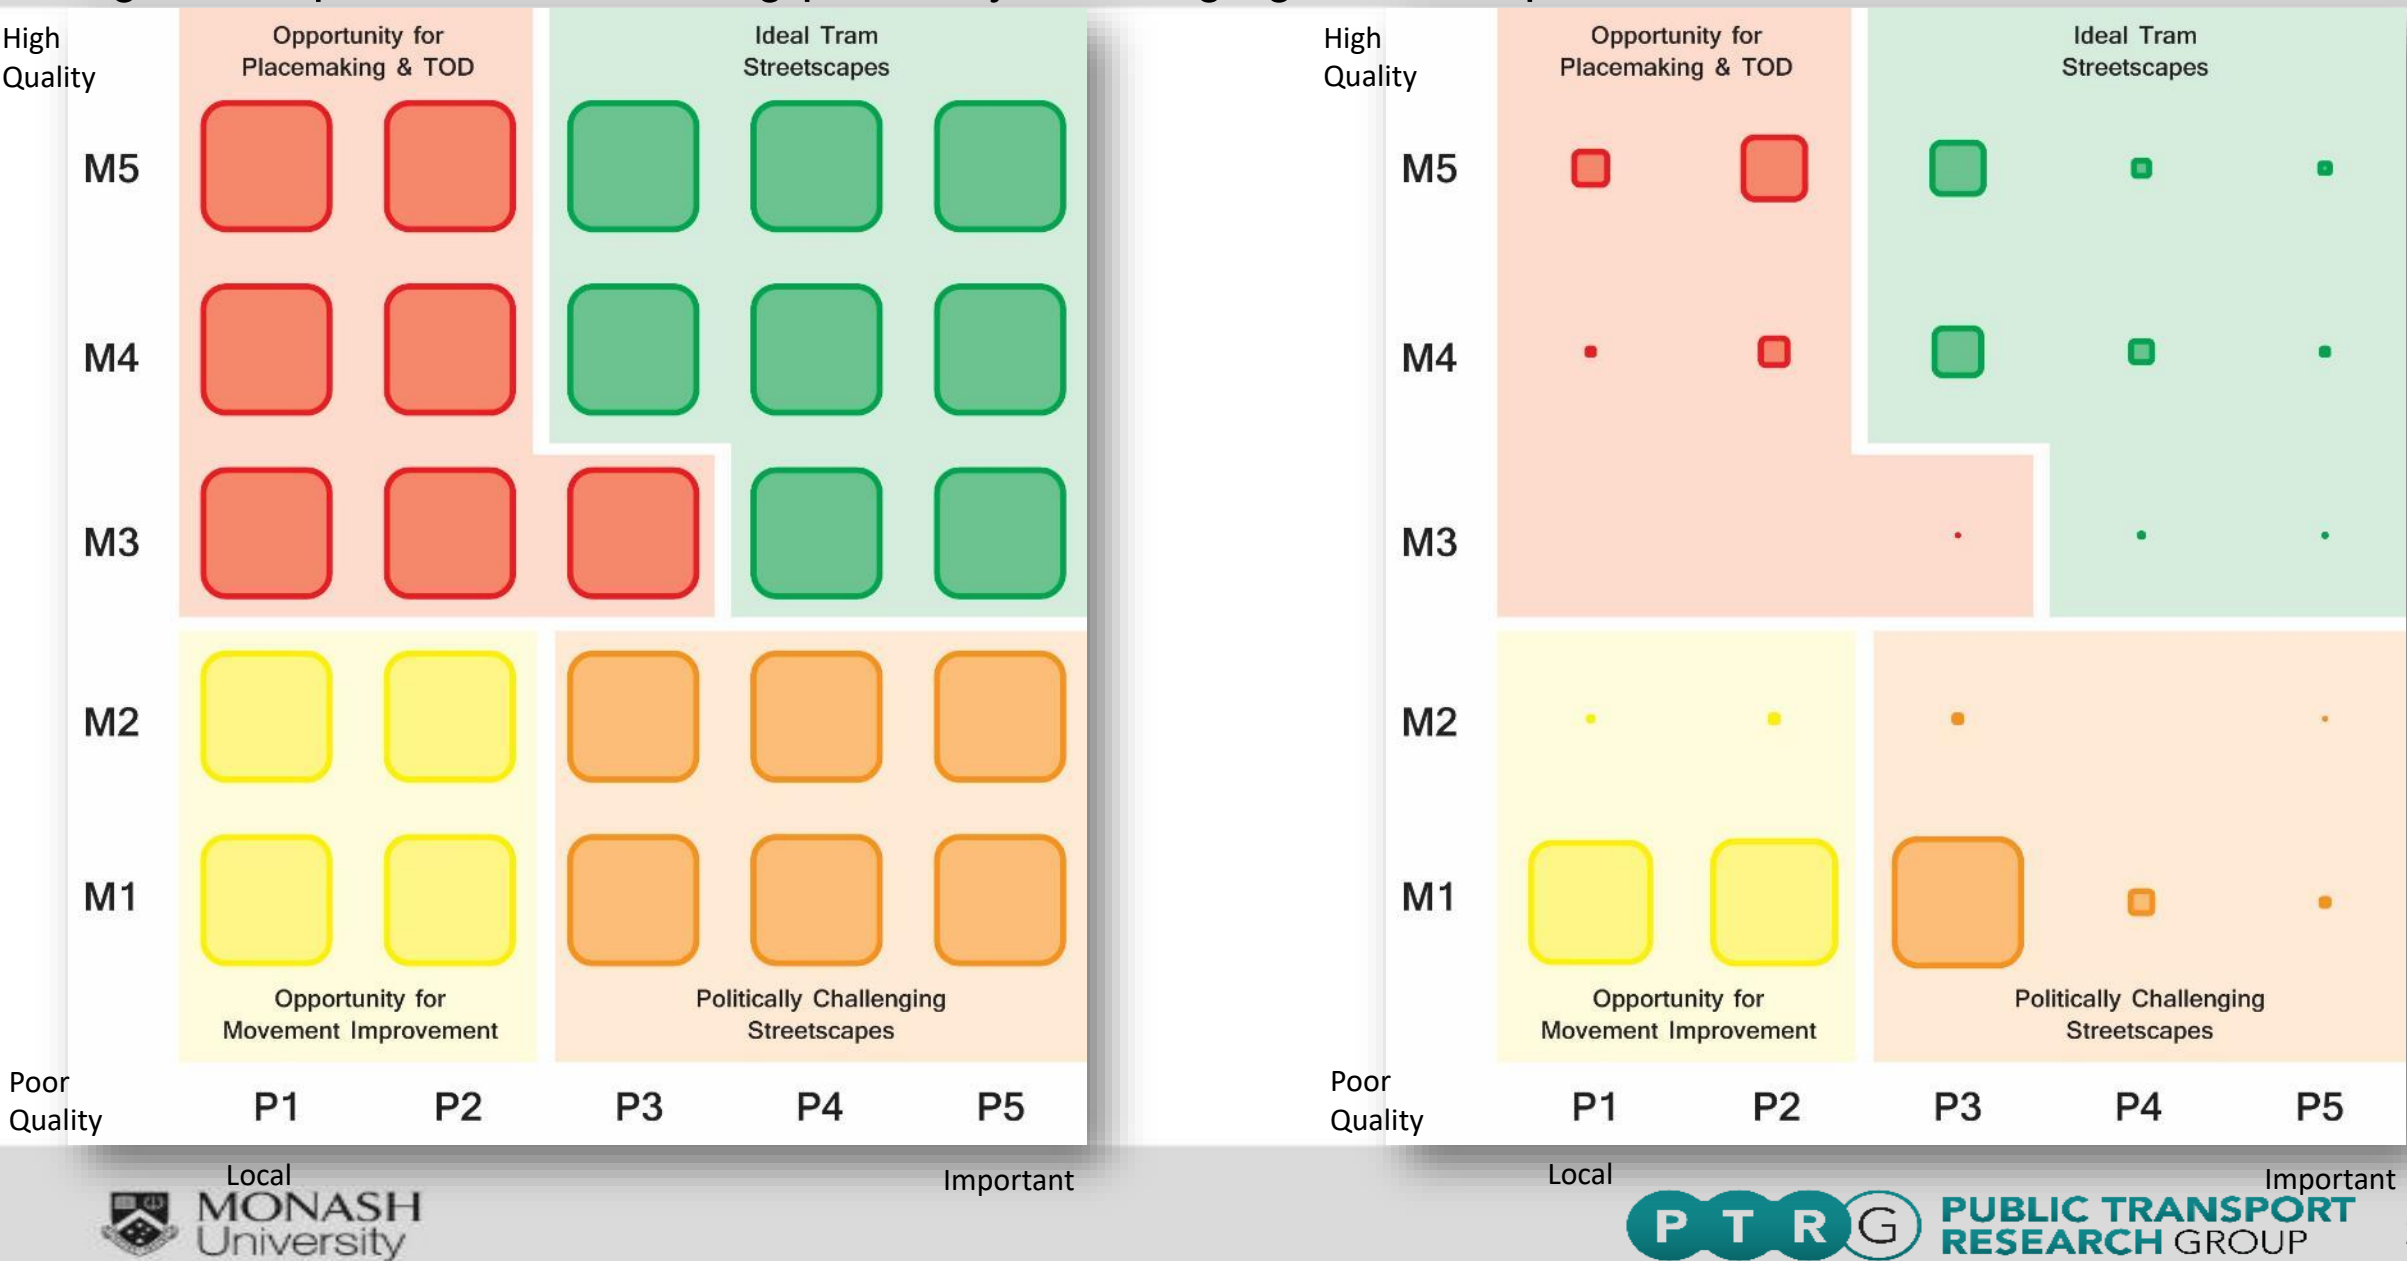 High
Quality
Opportunity for
Placemaking & TOD
Ideal Tram
Streetscapes
M5
M4
M3
M2
M1
Opportunity for
Movement Improvement
Politically Challenging
Streetscapes
Poor
Quality
P1 P2 P3 P4 P5
Local
Important
High
Quality
Opportunity for
Placemaking & TOD
Ideal Tram
Streetscapes
M5
M4
M3
M2
M1
Opportunity for
Movement Improvement
Politically Challenging
Streetscapes
Poor
Quality
P1 P2 P3 P4 P5
Local
Important
MONASH
University
PTRG
PUBLIC TRANSPORT
RESEARCH GROUP